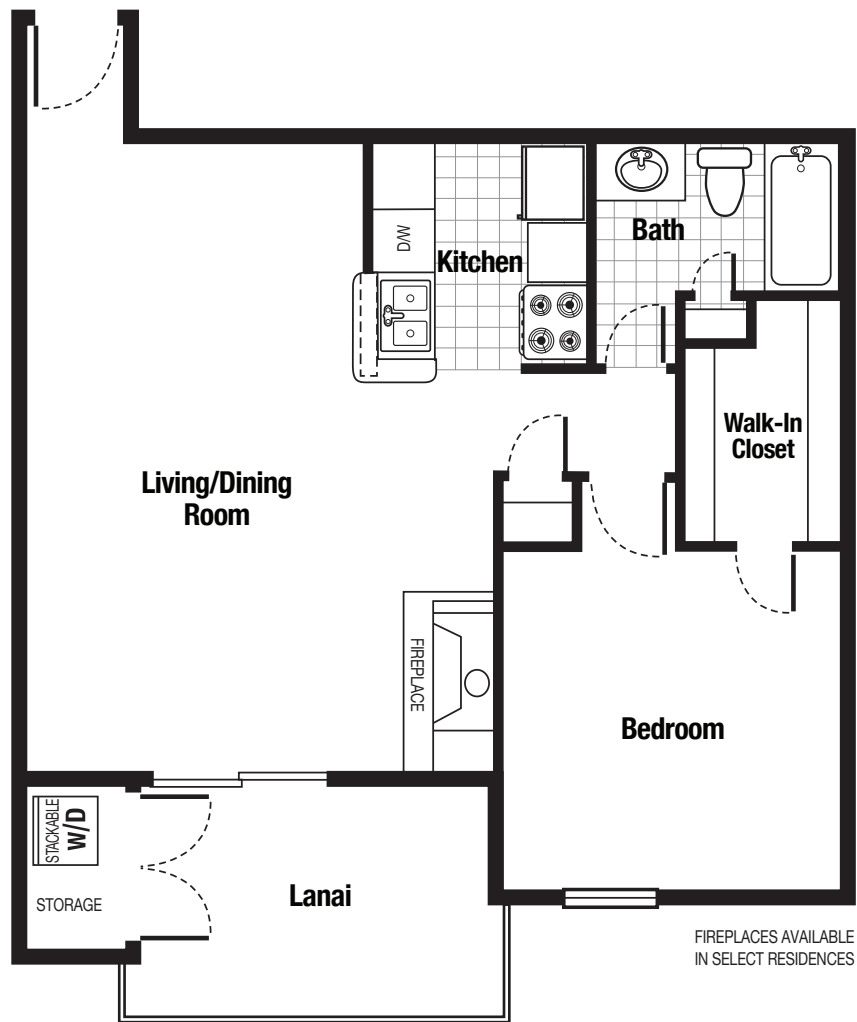 D/W
Kitchen
Bath
Walk-In
Closet
Living/Dining
Room
FIREPLACE
Bedroom
STACKABLE
W/D
STORAGE
Lanai
FIREPLACES AVAILABLE
IN SELECT RESIDENCES